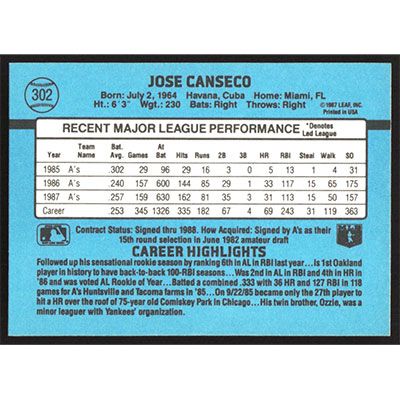 302
JOSE CANSECO
Born: July 2, 1964 Havana, Cuba Home: Miami, FL
Ht.: 6'3" Wgt.: 230 Bats: Right Throws: Right
©1987 LEAF, INC.
Printed in USA
RECENT MAJOR LEAGUE PERFORMANCE *Denotes Led League
Year Team Name Bat. Avg. Games At Bat Hits Runs 2B 3B HR RBI Steal Walk SO
1985 A's .302 29 96 29 16 3 0 5 13 1 4 31
1986 A's .240 157 600 144 85 29 1 33 117 15 65 175
1987 A's .257 159 630 162 81 35 3 31 113 15 50 157
Career .253 345 1326 335 182 67 4 69 243 31 119 363
Contract Status: Signed thru 1988. How Acquired: Signed by A's as their
15th round selection in June 1982 amateur draft
CAREER HIGHLIGHTS
Followed up his sensational rookie season by ranking 6th in AL in RBI last year...Is 1st Oakland
player in history to have back-to-back 100-RBI seasons...Was 2nd in AL in RBI and 4th in HR in
'86 and was voted AL Rookie of Year...Batted a combined .333 with 36 HR and 127 RBI in 118
games for A's Huntsville and Tacoma farms in '85...On 9/22/85 became only the 27th player to
hit a HR over the roof of 75-year old Comiskey Park in Chicago...His twin brother, Ozzie, was a
minor leaguer with Yankees' organization.